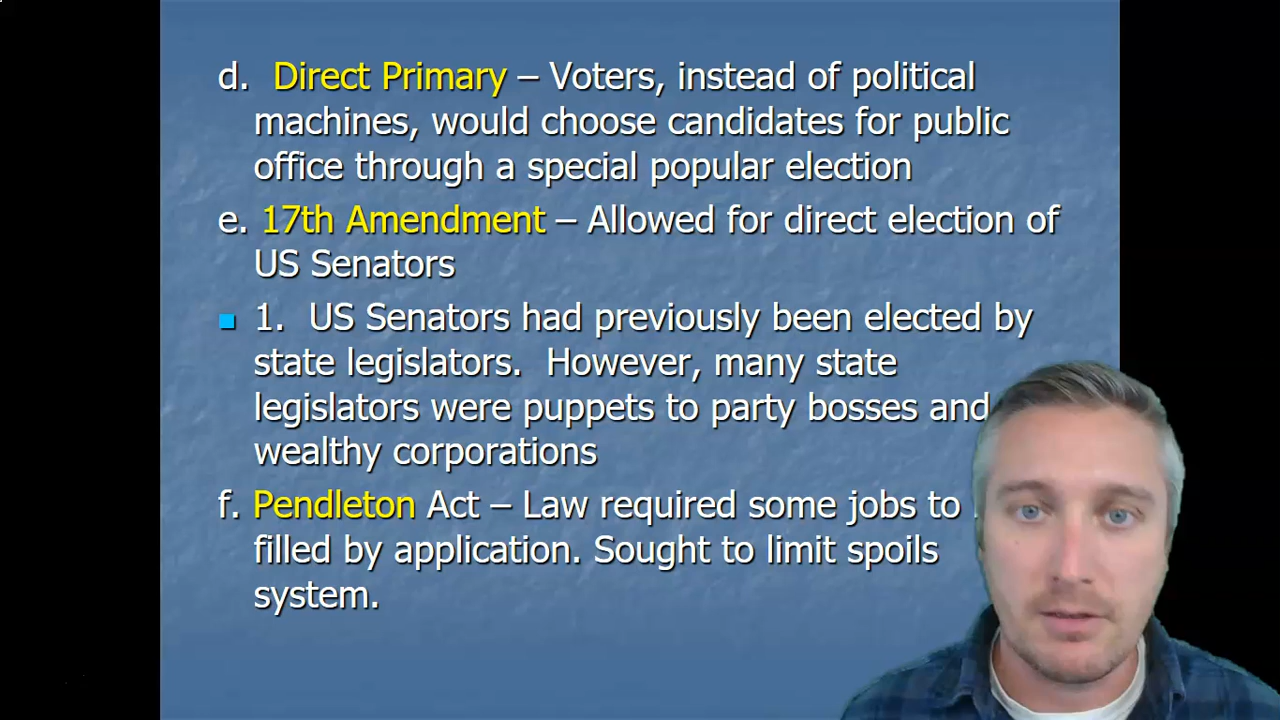 d. Direct Primary – Voters, instead of political
machines, would choose candidates for public
office through a special popular election
e. 17th Amendment – Allowed for direct election of
US Senators
1. US Senators had previously been elected by
state legislators. However, many state
legislators were puppets to party bosses and
wealthy corporations
f. Pendleton Act – Law required some jobs to
filled by application. Sought to limit spoils
system.